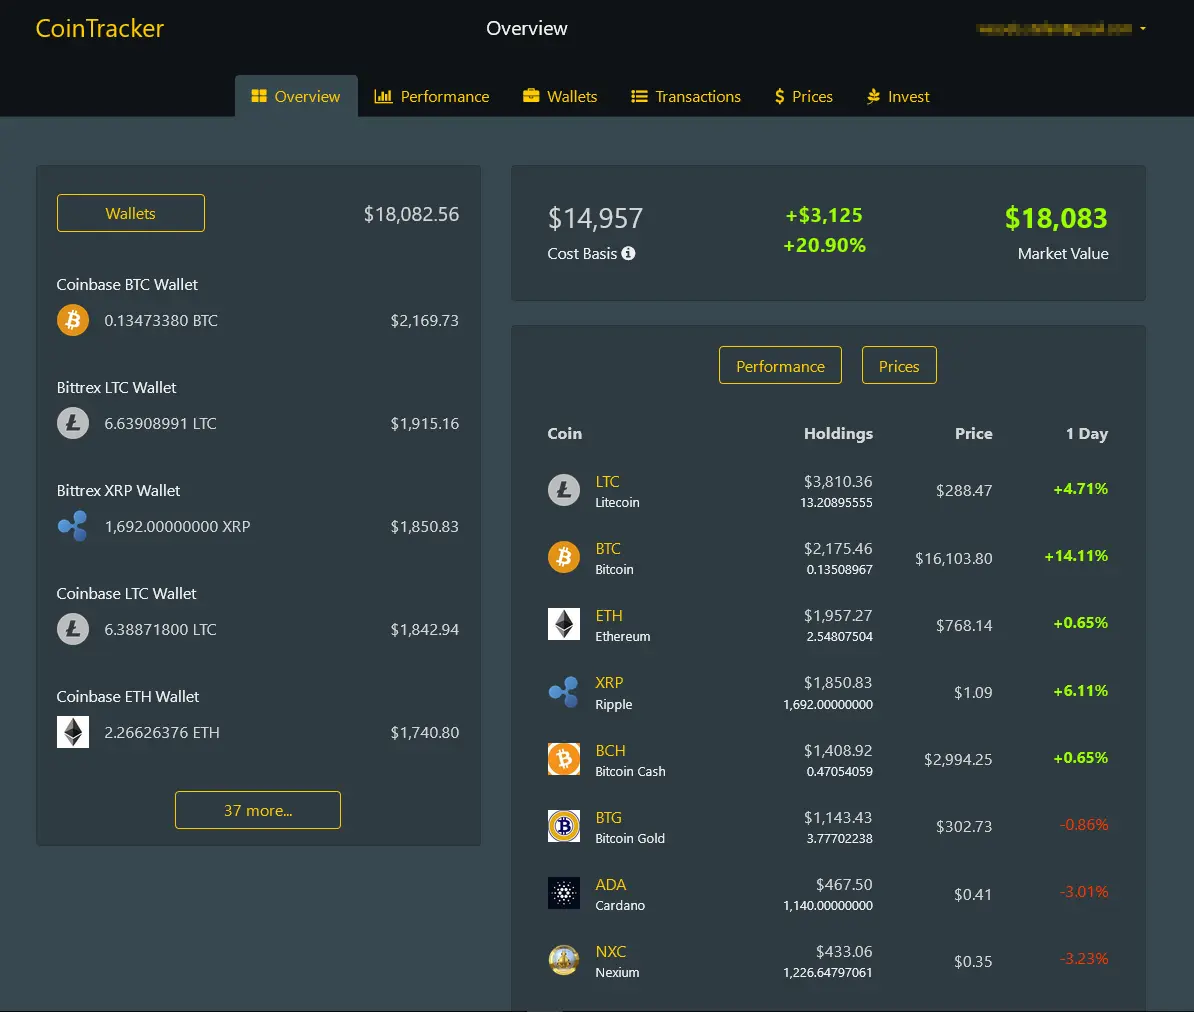 CoinTracker
Overview
Overview
Performance
Wallets
Transactions
Prices
Invest
Wallets
$18,082.56
Coinbase BTC Wallet
0.13473380 BTC $2,169.73
Bittrex LTC Wallet
6.63908991 LTC $1,915.16
Bittrex XRP Wallet
1,692.00000000 XRP $1,850.83
Coinbase LTC Wallet
6.38871800 LTC $1,842.94
Coinbase ETH Wallet
2.26626376 ETH $1,740.80
37 more...
$14,957
Cost Basis
+$3,125
+20.90%
$18,083
Market Value
Performance
Prices
Coin Holdings Price 1 Day
LTC $3,810.36 $288.47 +4.71%
Litecoin 13.20895555
BTC $2,175.46 $16,103.80 +14.11%
Bitcoin 0.13508967
ETH $1,957.27 $768.14 +0.65%
Ethereum 2.54807504
XRP $1,850.83 $1.09 +6.11%
Ripple 1,692.00000000
BCH $1,408.92 $2,994.25 +0.65%
Bitcoin Cash 0.47054059
BTG $1,143.43 $302.73 -0.86%
Bitcoin Gold 3.77702238
ADA $467.50 $0.41 -3.01%
Cardano 1,140.00000000
NXC $433.06 $0.35 -3.23%
Nexium 1,226.64797061